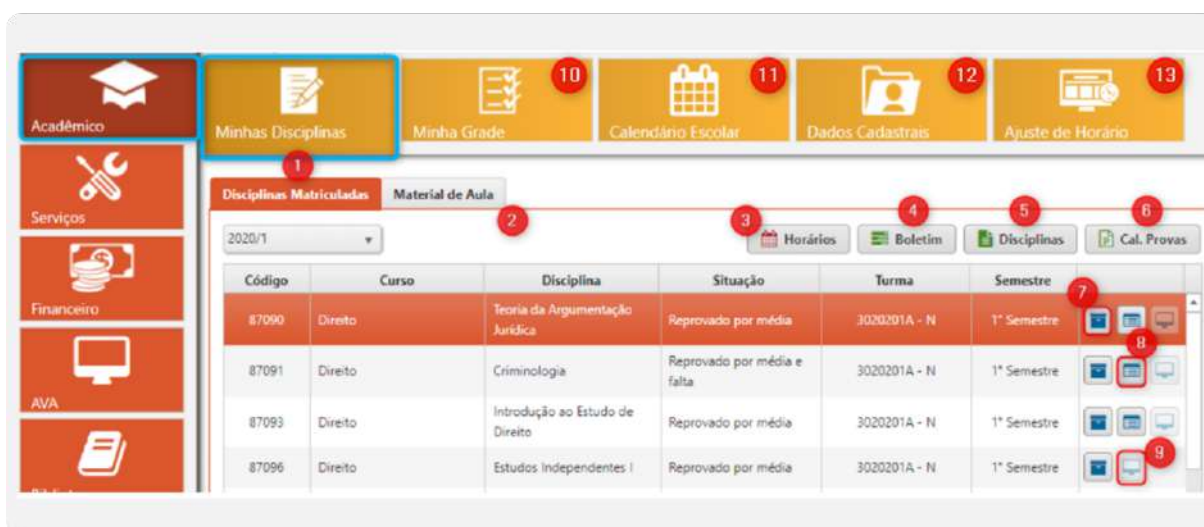 10
11
12
13
Acadêmico
Minhas Disciplinas
Minha Grade
Calendário Escolar
Dados Cadastrais
Ajuste de Horário
1
Serviços
Disciplinas Matriculadas
Material de Aula
2
3
4
5
6
2020/1
Horários
Boletim
Disciplinas
Cal. Provas
Código Curso Disciplina Situação Turma Semestre
7
Financeiro
87090 Direito Teoria da Argumentação Jurídica Reprovado por média 3020201A - N 1° Semestre
8
87091 Direito Criminologia Reprovado por média e falta 3020201A - N 1° Semestre
AVA
87093 Direito Introdução ao Estudo de Direito Reprovado por média 3020201A - N 1° Semestre
9
87096 Direito Estudos Independentes I Reprovado por média 3020201A - N 1° Semestre